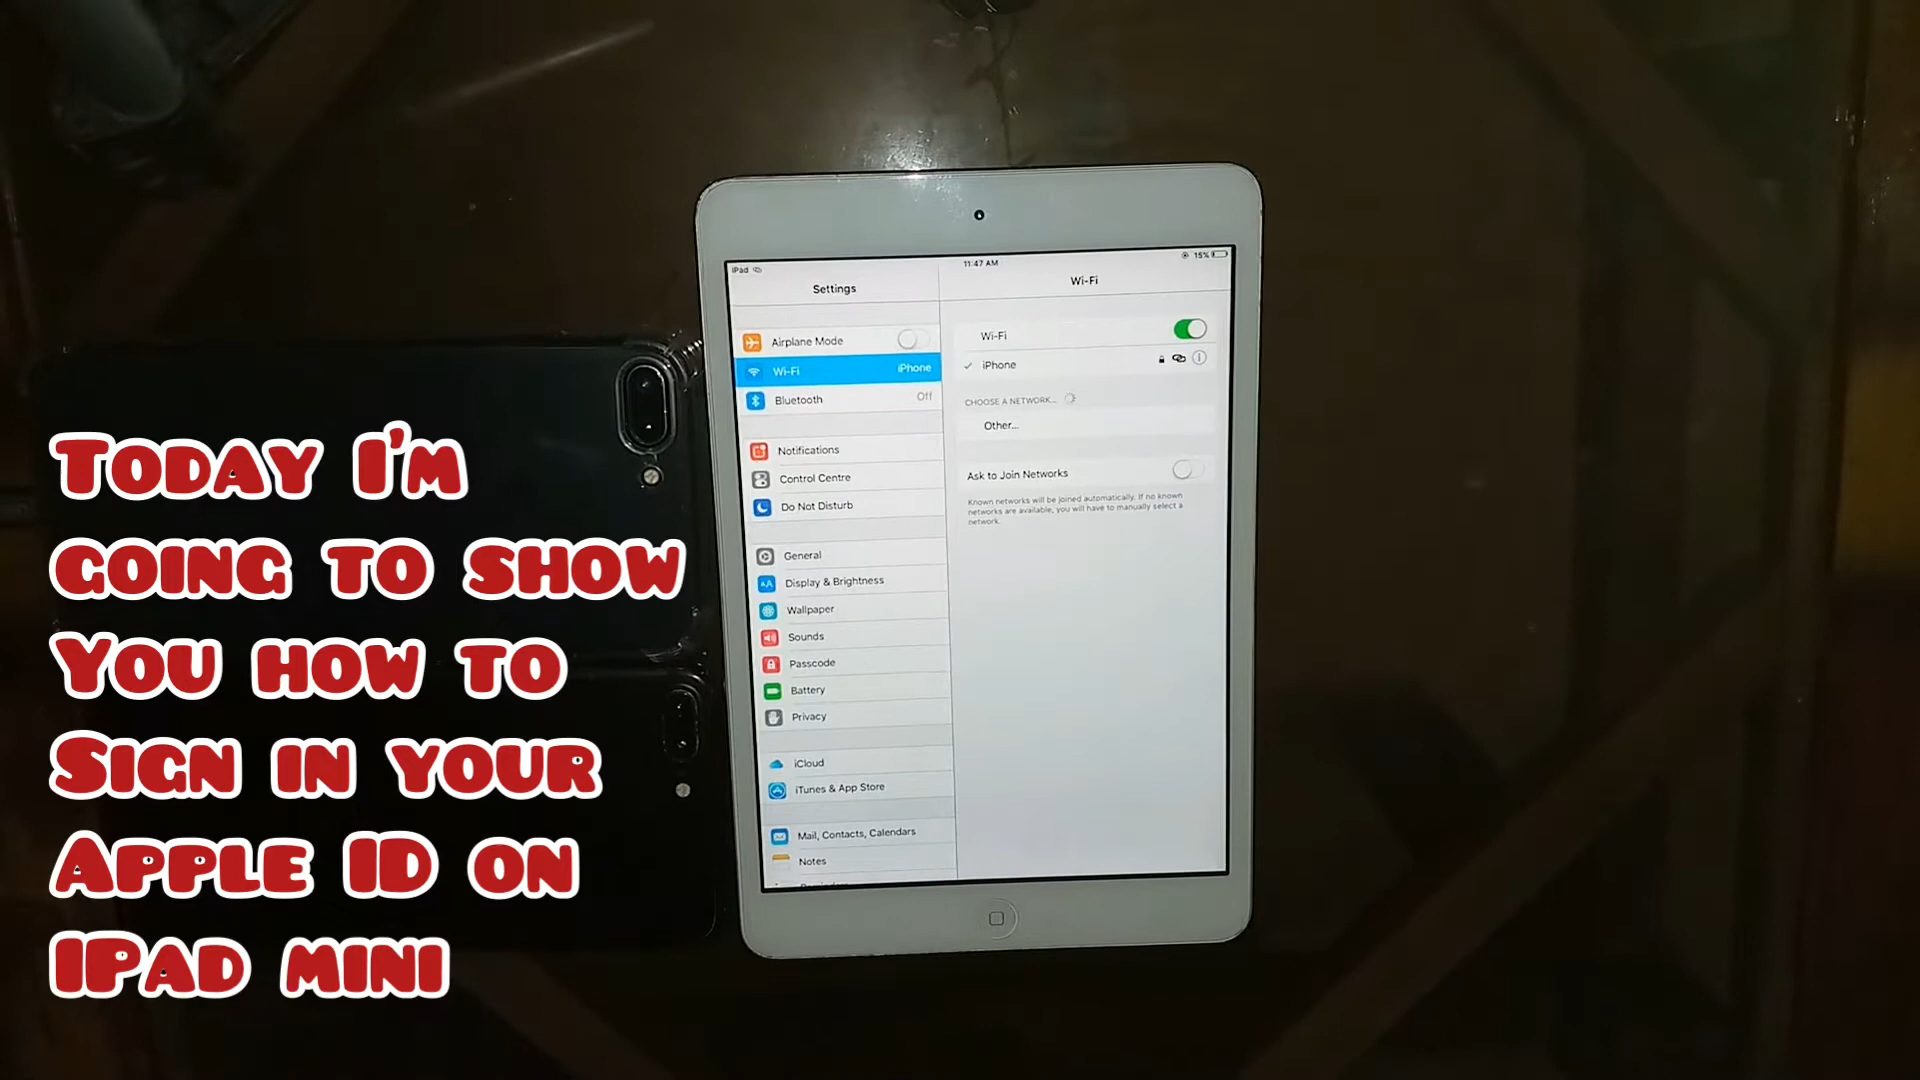 Today I'm
going to show
You how to
Sign in your
Apple ID on
IPad mini
iPad
11:47 AM
15%
Settings
Wi-Fi
Airplane Mode
Wi-Fi
iPhone
Bluetooth
Off
Notifications
Control Centre
Do Not Disturb
General
Display & Brightness
Wallpaper
Sounds
Passcode
Battery
Privacy
iCloud
iTunes & App Store
Mail, Contacts, Calendars
Notes
Wi-Fi
iPhone
CHOOSE A NETWORK...
Other...
Ask to Join Networks
Known networks will be joined automatically. If no known
networks are available, you will have to manually select a
network.